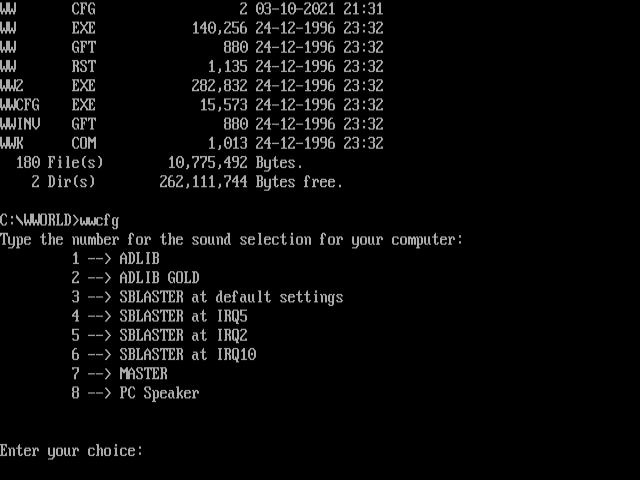 WW CFG 2 03-10-2021 21:31
WW EXE 140,256 24-12-1996 23:32
WW GFT 880 24-12-1996 23:32
WW RST 1,135 24-12-1996 23:32
WW2 EXE 282,832 24-12-1996 23:32
WWCFG EXE 15,573 24-12-1996 23:32
WWINV GFT 880 24-12-1996 23:32
WWK COM 1,013 24-12-1996 23:32
180 File(s) 10,775,492 Bytes.
2 Dir(s) 262,111,744 Bytes free.
C:\WWORLD>wwcfg
Type the number for the sound selection for your computer:
1 --> ADLIB
2 --> ADLIB GOLD
3 --> SBLASTER at default settings
4 --> SBLASTER at IRQ5
5 --> SBLASTER at IRQ2
6 --> SBLASTER at IRQ10
7 --> MASTER
8 --> PC Speaker
Enter your choice: